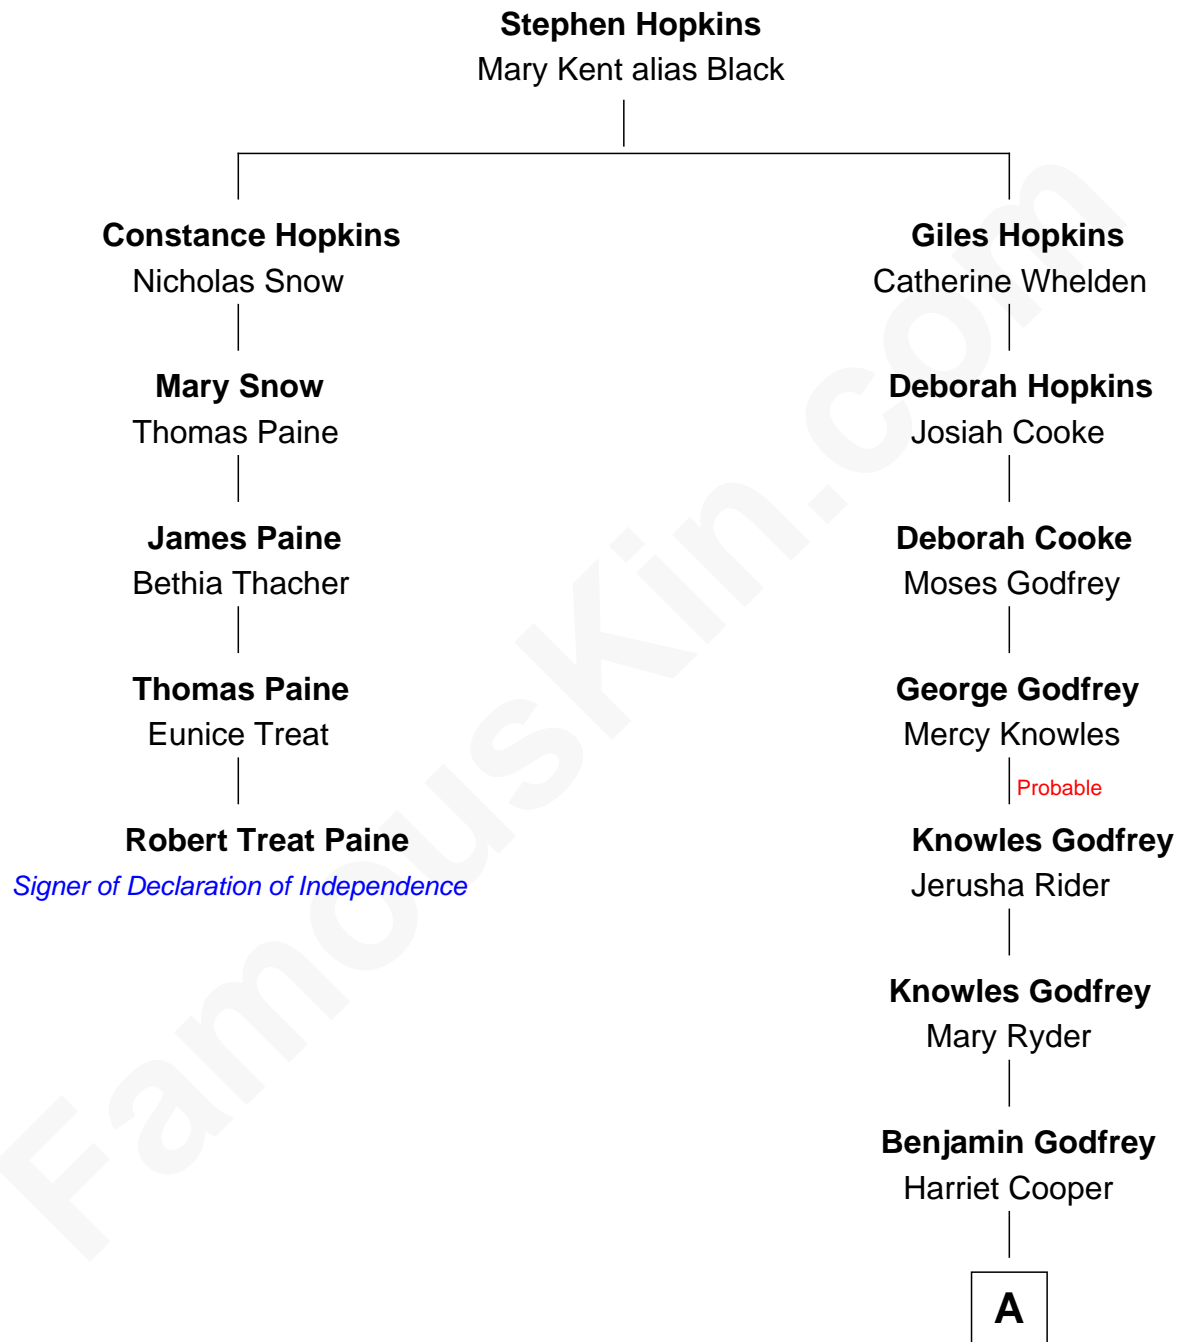 Stephen Hopkins
Mary Kent alias Black
Constance Hopkins
Nicholas Snow
Mary Snow
Thomas Paine
James Paine
Bethia Thacher
Thomas Paine
Eunice Treat
Robert Treat Paine
Signer of Declaration of Independence
Giles Hopkins
Catherine Whelden
Deborah Hopkins
Josiah Cooke
Deborah Cooke
Moses Godfrey
George Godfrey
Mercy Knowles
Probable
Knowles Godfrey
Jerusha Rider
Knowles Godfrey
Mary Ryder
Benjamin Godfrey
Harriet Cooper
A
FamousKin.com